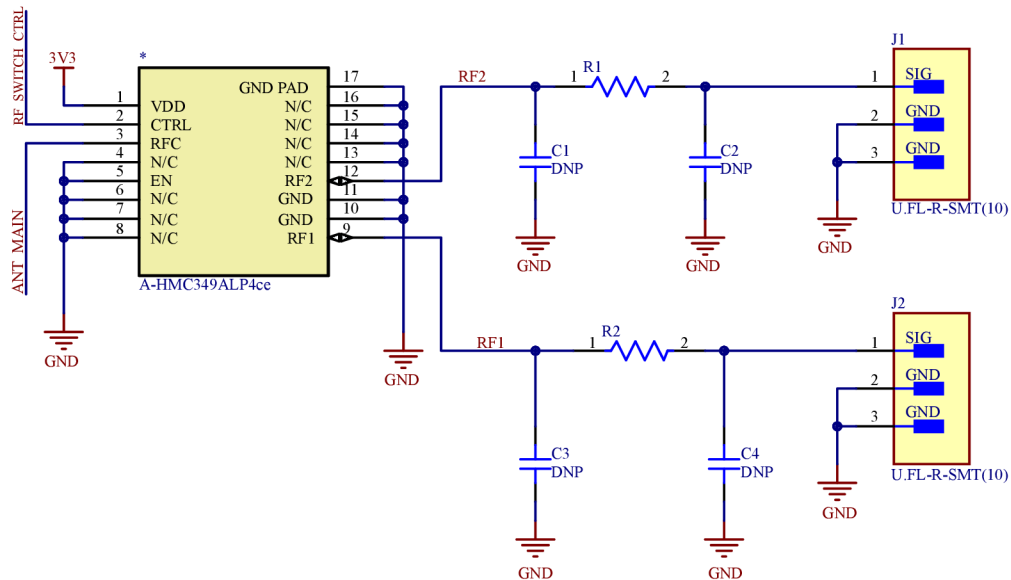 RF SWITCH CTRL
3V3
*
ANT MAIN
1 VDD
2 CTRL
3 RFC
4 N/C
5 EN
6 N/C
7 N/C
8 N/C
GND PAD 17
N/C 16
N/C 15
N/C 14
N/C 13
RF2 12
GND 11
GND 10
RF1 9
A-HMC349ALP4ce
GND
GND
RF2
1 R1 2
C1
DNP
C2
DNP
GND
GND
J1
1 SIG
2 GND
3 GND
U.FL-R-SMT(10)
GND
RF1
1 R2 2
C3
DNP
C4
DNP
GND
GND
J2
1 SIG
2 GND
3 GND
U.FL-R-SMT(10)
GND